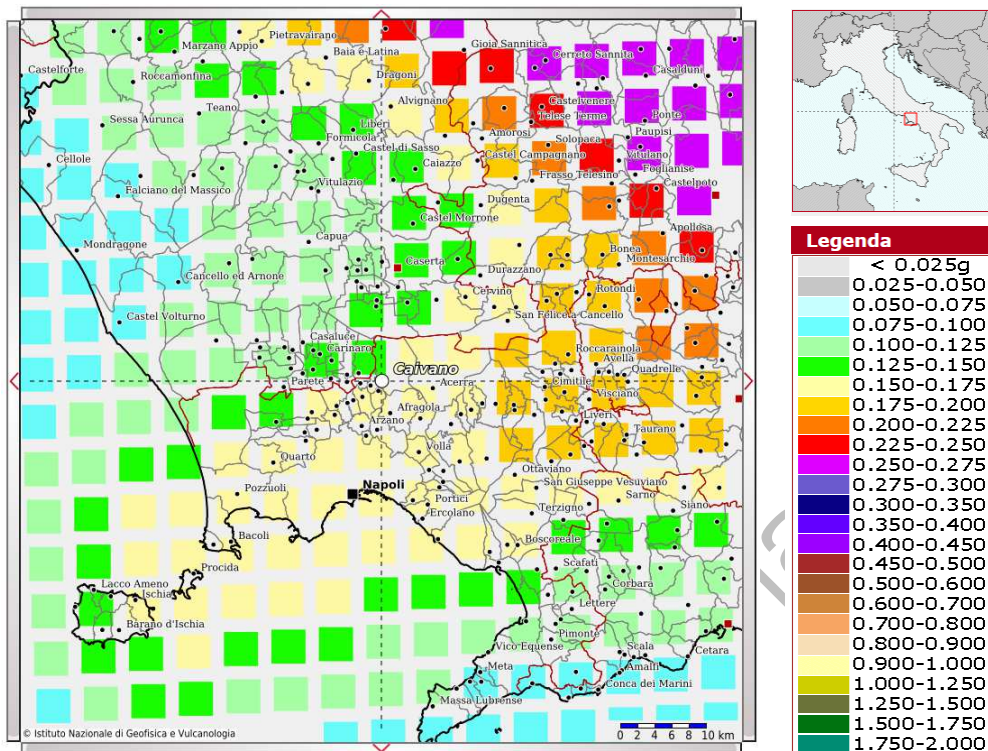 Pietravairano
Marzano Appio
Gioia Sannitica
Baia e Latina
Cerreto Sannita
Castelforte
Roccamonfina
Dragoni
Casalduni
Teano
Alvignano
Castelvenere
Telese Terme
Ponte
Sessa Aurunca
Liberi
Formicola
Amorosi
Paupisi
Solopaca
Castel di Sasso
Castel Campagnano
Vitulano
Cellole
Caiazzo
Foglianise
Frasso Telesino
Castelpoto
Falciano del Massico
Vitulazio
Dugenta
Castel Morrone
Apollosa
Mondragone
Capua
Bonea
Montesarchio
Caserta
Durazzano
Cancello ed Arnone
Cervino
Rotondi
Castel Volturno
San Felice a Cancello
Casaluce
Carinaro
Roccarainola
Avella
Caivano
Quadrelle
Parete
Acerra
Cimitile
Visciano
Afragola
Arzano
Liveri
Taurano
Volla
Quarto
Ottaviano
Napoli
San Giuseppe Vesuviano
Pozzuoli
Portici
Sarno
Ercolano
Terzigno
Siano
Bacoli
Boscoreale
Procida
Scafati
Lacco Ameno
Ischia
Corbara
Lettere
Barano d'Ischia
Pimonte
Vico Equense
Scala
Cetara
Meta
Amalfi
Conca dei Marini
Massa Lubrense
© Istituto Nazionale di Geofisica e Vulcanologia
0 2 4 6 8 10 km
Legenda
< 0.025g
0.025-0.050
0.050-0.075
0.075-0.100
0.100-0.125
0.125-0.150
0.150-0.175
0.175-0.200
0.200-0.225
0.225-0.250
0.250-0.275
0.275-0.300
0.300-0.350
0.350-0.400
0.400-0.450
0.450-0.500
0.500-0.600
0.600-0.700
0.700-0.800
0.800-0.900
0.900-1.000
1.000-1.250
1.250-1.500
1.500-1.750
1.750-2.000